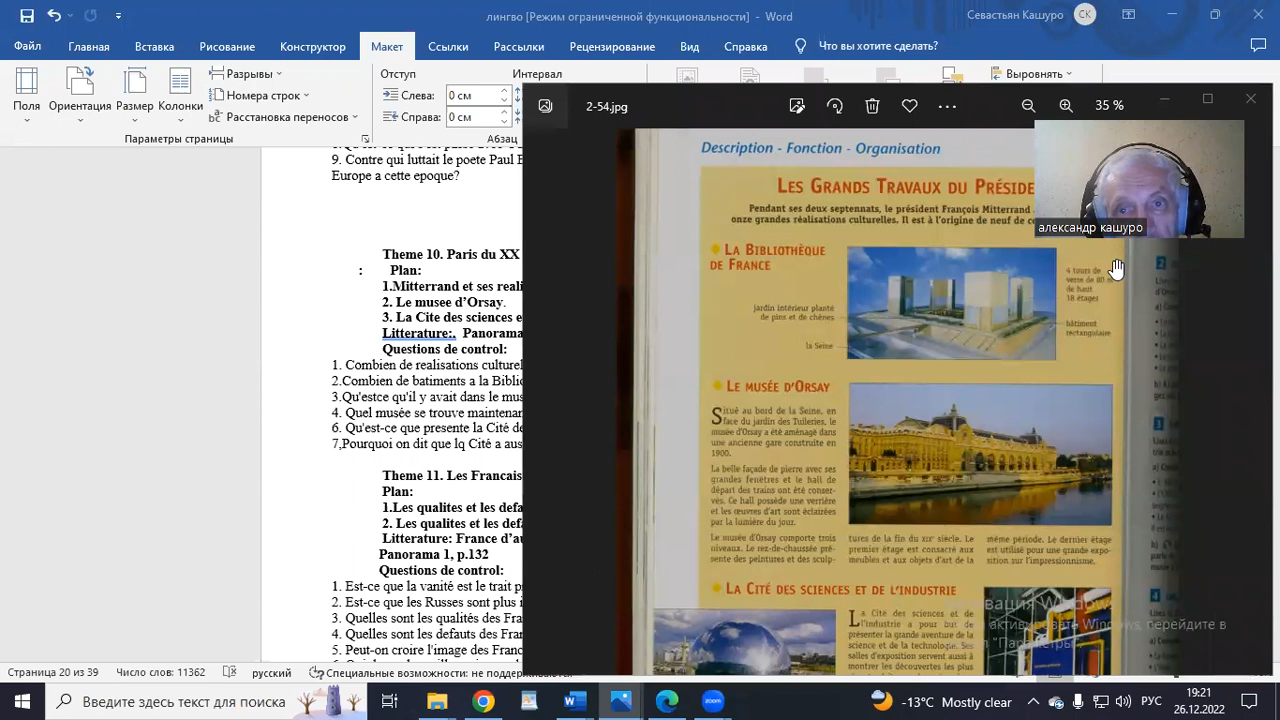 лингво [Режим ограниченной функциональности] - Word
Севастьян Кашуро
СК
Файл Главная Вставка Рисование Конструктор Макет Ссылки Рассылки Рецензирование Вид Справка Что вы хотите сделать?
Поля Ориентация Размер Колонки
Разрывы
Номера строк
Расстановка переносов
Параметры страницы
Отступ Интервал
Слева: 0 см
Справа: 0 см
Абзац
Выровнять
9. Contre qui luttait le poete Paul E
Europe a cette epoque?
Theme 10. Paris du XX
: Plan:
1.Mitterrand et ses reali
2. Le musee d’Orsay.
3. La Cite des sciences e
Litterature:. Panorama
Questions de control:
1. Combien de realisations culturel
2.Combien de batiments a la Biblio
3.Qu'estce qu'il y avait dans le mus
4. Quel musée se trouve maintenan
6. Qu'est-ce que presente la Cité de
7,Pourquoi on dit que lq Cité a aus
Theme 11. Les Francais
Plan:
1.Les qualites et les defa
2. Les qualites et les defa
Litterature: France d’au
Panorama 1, p.132
Questions de control:
1. Est-ce que la vanité est le trait p
2. Est-ce que les Russes sont plus i
3. Quelles sont les qualités des Fra
4. Quelles sont les defauts des Fran
5. Peut-on croire l'image des Franc
2-54.jpg
35 %
александр кашуро
Description - Fonction - Organisation
LES GRANDS TRAVAUX DU PRÉSIDE
Pendant ses deux septennats, le président François Mitterrand
onze grandes réalisations culturelles. Il est à l'origine de neuf de ce
LA BIBLIOTHÈQUE
DE FRANCE
jardin intérieur planté
de pins et de chênes
la Seine
4 tours de
verre de 80 m
de haut
18 étages
bâtiment
rectangulaire
LE MUSÉE D'ORSAY
Situé au bord de la Seine, en
face du jardin des Tuileries, le
musée d'Orsay a été aménagé dans
une ancienne gare construite en
1900.
La belle façade de pierre avec ses
grandes fenêtres et le hall de
départ des trains ont été conser-
vés. Ce hall possède une verrière
et les œuvres d'art sont éclairées
par la lumière du jour.
Le musée d'Orsay comporte trois
niveaux. Le rez-de-chaussée pré-
sente des peintures et des sculp-
tures de la fin du XIXe siècle. Le
premier étage est consacré aux
meubles et aux objets d'art de la
même période. Le dernier étage
est utilisé pour une grande expo-
sition sur l'impressionnisme.
LA CITÉ DES SCIENCES ET DE L'INDUSTRIE
La Cité des sciences et de
l'industrie a pour but de
présenter la grande aventure de la
science et de la technologie. Ses
salles d'exposition servent aussi à
montrer les découvertes les plus
Windows
активировать Windows, перейдите в
"Параметры".
Страница 20 из 39 Число слов: 11362 русский Специальные возможности: не поддерживаются
Введите здесь текст для поиска
zoom
-13°C Mostly clear
РУС
19:21
26.12.2022